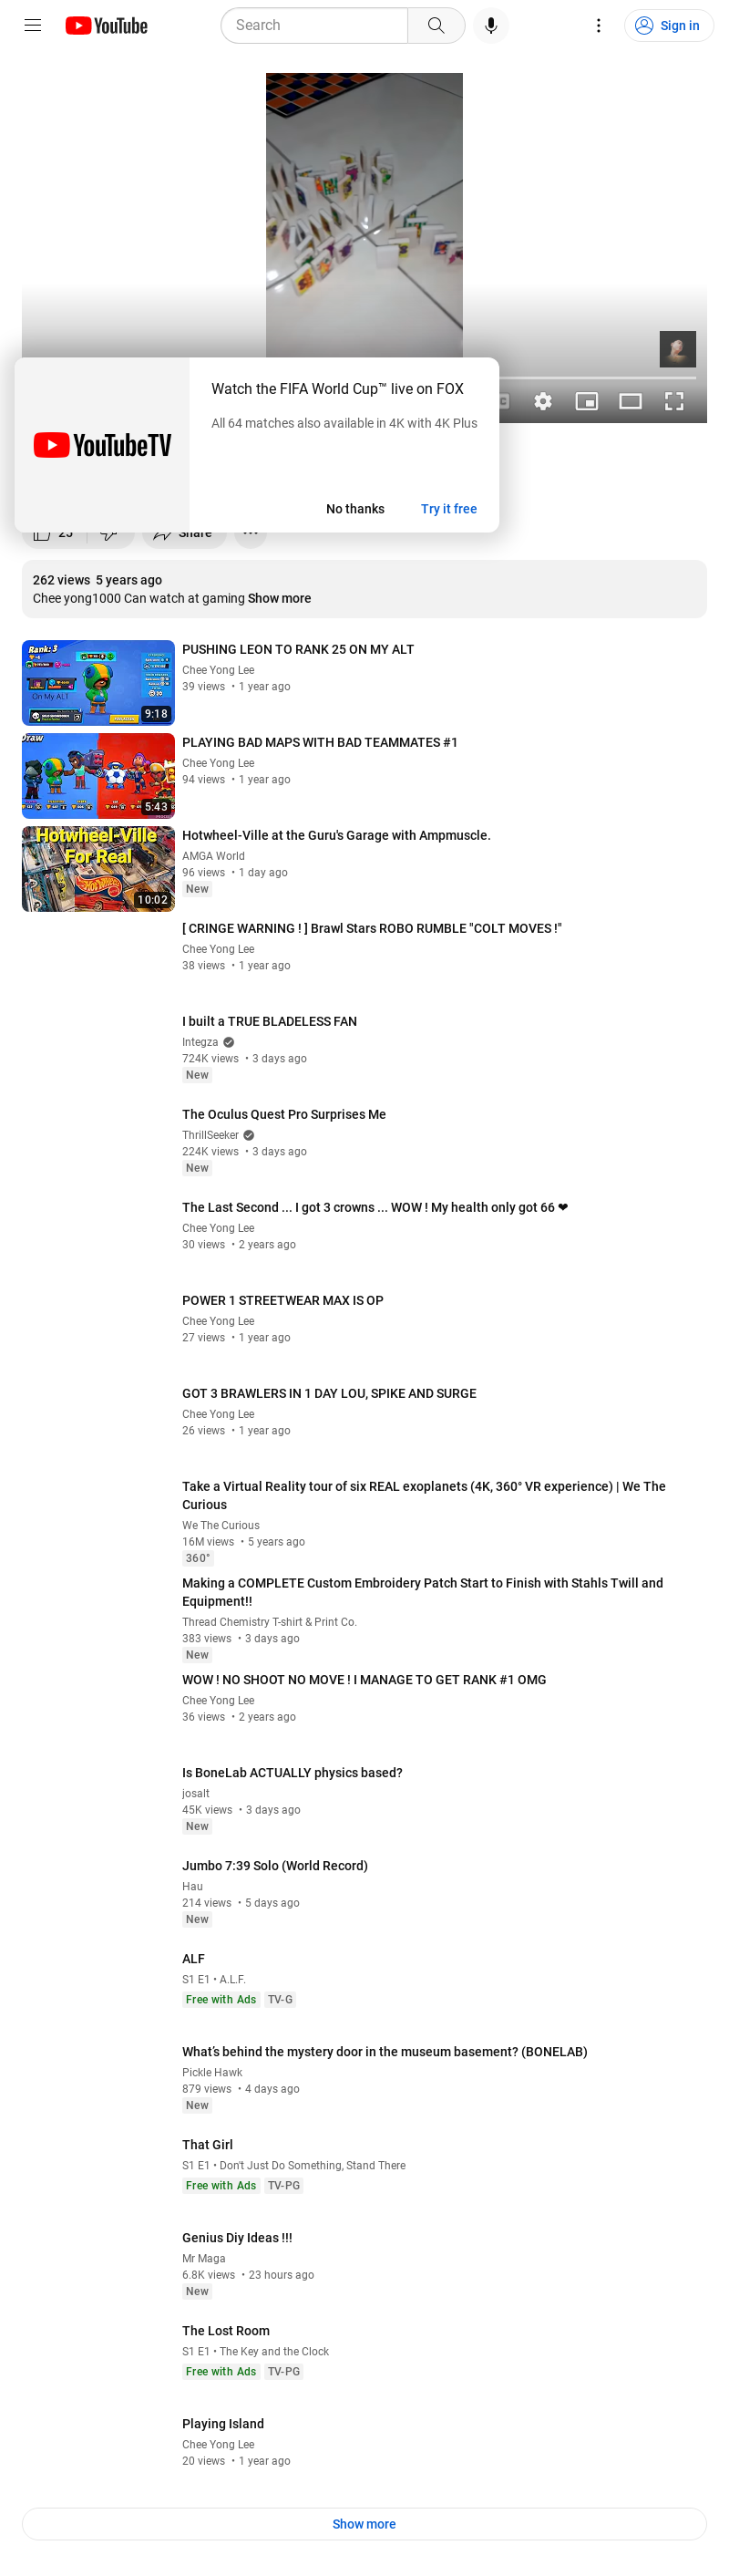 YouTube
Search
Sign in
Watch the FIFA World Cup™ live on FOX
All 64 matches also available in 4K with 4K Plus
YouTubeTV
No thanks
Try it free
25
Share
262 views 5 years ago
Chee yong1000 Can watch at gaming Show more
Rank: 3
On My ALT
9:18
PUSHING LEON TO RANK 25 ON MY ALT
Chee Yong Lee
39 views • 1 year ago
Draw
5:43
PLAYING BAD MAPS WITH BAD TEAMMATES #1
Chee Yong Lee
94 views • 1 year ago
Hotwheel-Ville
For Real
10:02
Hotwheel-Ville at the Guru's Garage with Ampmuscle.
AMGA World
96 views • 1 day ago
New
[ CRINGE WARNING ! ] Brawl Stars ROBO RUMBLE "COLT MOVES !"
Chee Yong Lee
38 views • 1 year ago
I built a TRUE BLADELESS FAN
Integza
724K views • 3 days ago
New
The Oculus Quest Pro Surprises Me
ThrillSeeker
224K views • 3 days ago
New
The Last Second ... I got 3 crowns ... WOW ! My health only got 66 ❤
Chee Yong Lee
30 views • 2 years ago
POWER 1 STREETWEAR MAX IS OP
Chee Yong Lee
27 views • 1 year ago
GOT 3 BRAWLERS IN 1 DAY LOU, SPIKE AND SURGE
Chee Yong Lee
26 views • 1 year ago
Take a Virtual Reality tour of six REAL exoplanets (4K, 360° VR experience) | We The
Curious
We The Curious
16M views • 5 years ago
360°
Making a COMPLETE Custom Embroidery Patch Start to Finish with Stahls Twill and
Equipment!!
Thread Chemistry T-shirt & Print Co.
383 views • 3 days ago
New
WOW ! NO SHOOT NO MOVE ! I MANAGE TO GET RANK #1 OMG
Chee Yong Lee
36 views • 2 years ago
Is BoneLab ACTUALLY physics based?
josalt
45K views • 3 days ago
New
Jumbo 7:39 Solo (World Record)
Hau
214 views • 5 days ago
New
ALF
S1 E1 • A.L.F.
Free with Ads TV-G
What's behind the mystery door in the museum basement? (BONELAB)
Pickle Hawk
879 views • 4 days ago
New
That Girl
S1 E1 • Don't Just Do Something, Stand There
Free with Ads TV-PG
Genius Diy Ideas !!!
Mr Maga
6.8K views • 23 hours ago
New
The Lost Room
S1 E1 • The Key and the Clock
Free with Ads TV-PG
Playing Island
Chee Yong Lee
20 views • 1 year ago
Show more